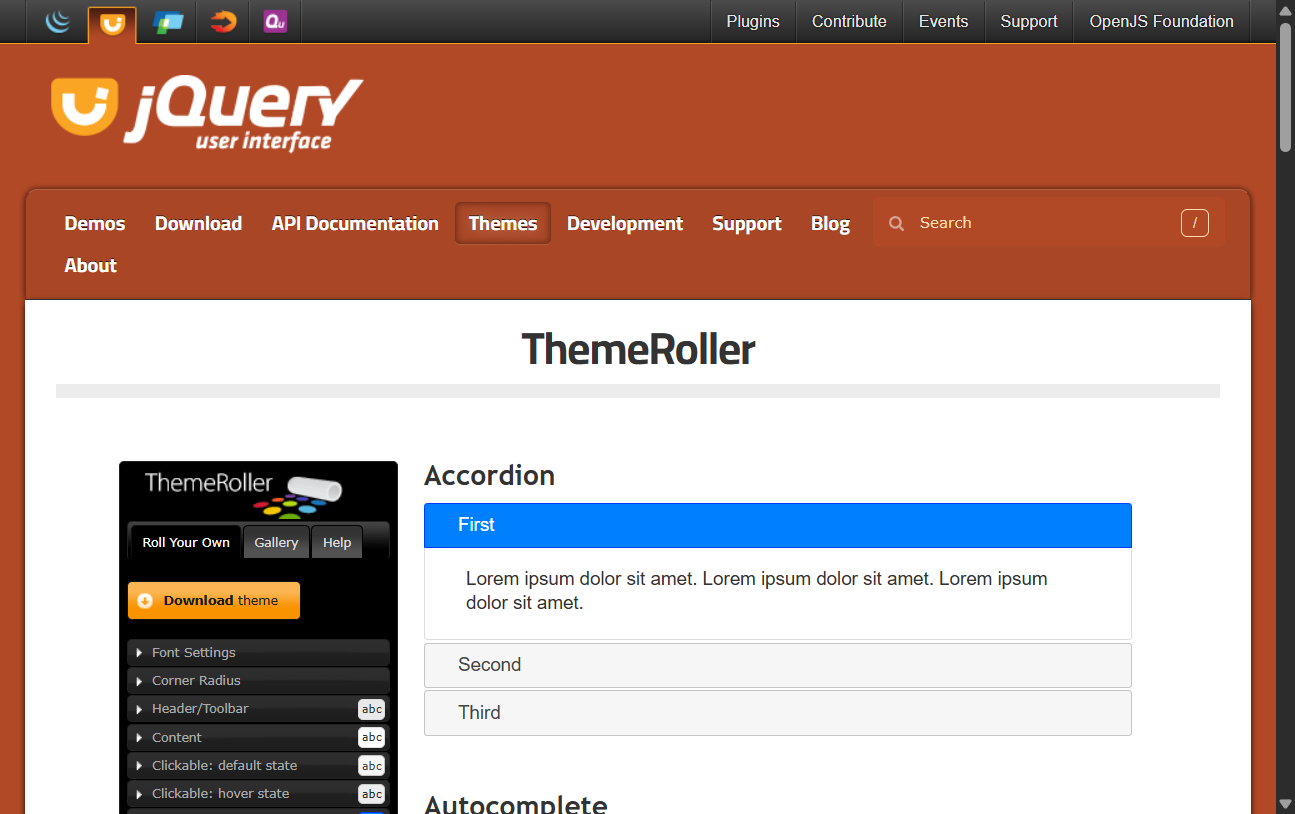 Qu
Plugins
Contribute
Events
Support
OpenJS Foundation
jQuery
user interface
Demos
Download
API Documentation
Themes
Development
Support
Blog
Search
/
About
ThemeRoller
ThemeRoller
Roll Your Own
Gallery
Help
Download theme
Font Settings
Corner Radius
Header/Toolbar
abc
Content
abc
Clickable: default state
abc
Clickable: hover state
abc
Accordion
First
Lorem ipsum dolor sit amet. Lorem ipsum dolor sit amet. Lorem ipsum
dolor sit amet.
Second
Third
Autocomplete